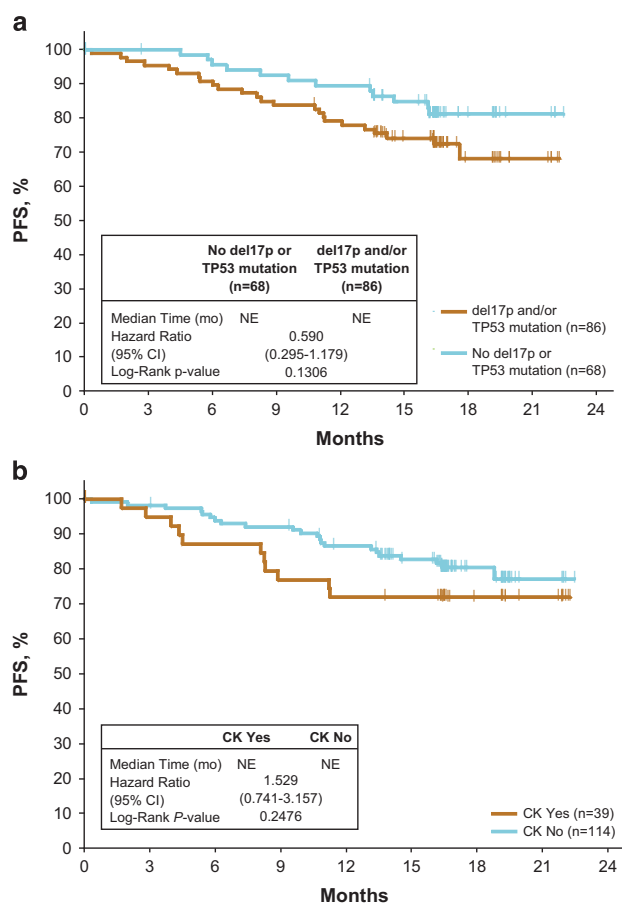 a
100
90
80
70
60
50
40
30
20
10
0
PFS, %
No del17p or del17p and/or
TP53 mutation TP53 mutation
(n=68) (n=86)
Median Time (mo) NE NE
Hazard Ratio 0.590
(95% CI) (0.295-1.179)
Log-Rank p-value 0.1306
del17p and/or
TP53 mutation (n=86)
No del17p or
TP53 mutation (n=68)
0 3 6 9 12 15 18 21 24
Months
b
100
90
80
70
60
50
40
30
20
10
0
PFS, %
CK Yes CK No
Median Time (mo) NE NE
Hazard Ratio 1.529
(95% CI) (0.741-3.157)
Log-Rank P-value 0.2476
CK Yes (n=39)
CK No (n=114)
0 3 6 9 12 15 18 21 24
Months